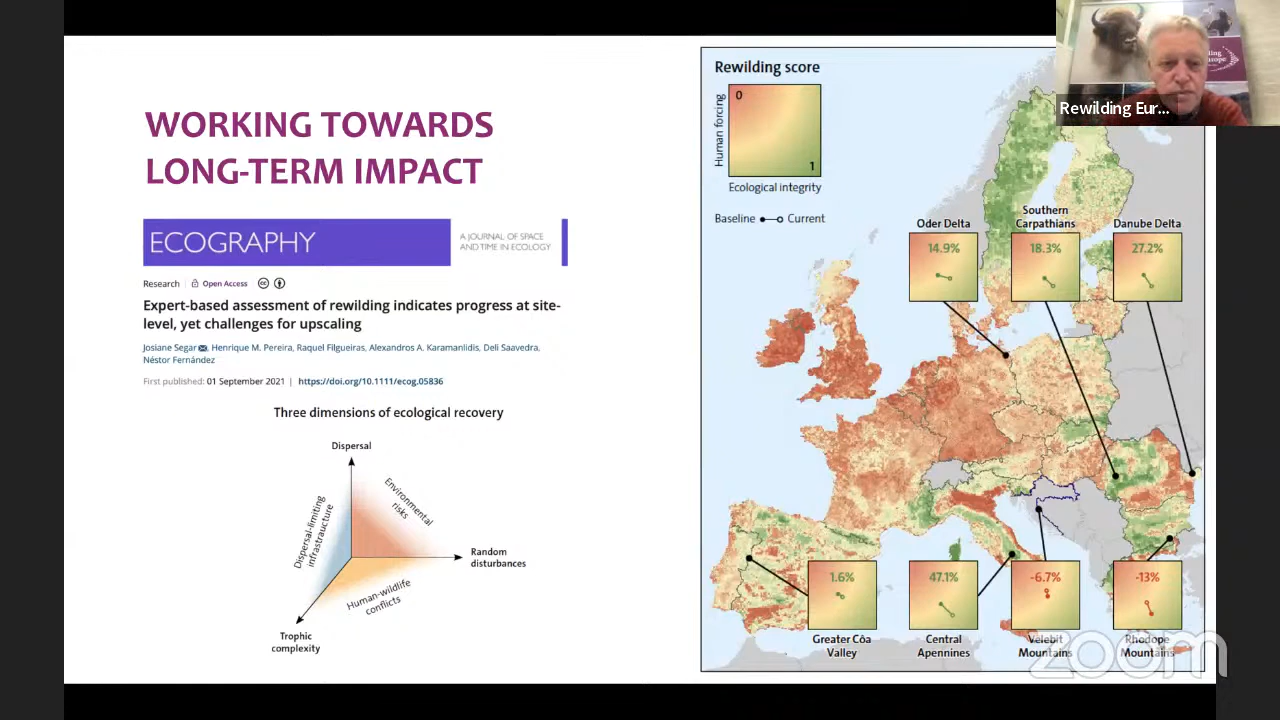 WORKING TOWARDS
LONG-TERM IMPACT
ECOGRAPHY
A JOURNAL OF SPACE
AND TIME IN ECOLOGY
Research
Open Access
Expert-based assessment of rewilding indicates progress at site-
level, yet challenges for upscaling
Josiane Segar, Henrique M. Pereira, Raquel Filgueiras, Alexandros A. Karamanlidis, Deli Saavedra,
Néstor Fernández
First published: 01 September 2021 | https://doi.org/10.1111/ecog.05836
Three dimensions of ecological recovery
Dispersal
Dispersal-limiting
infrastraucture
Environmental
risks
Random
disturbances
Human-wildlife
conflicts
Trophic
complexity
Rewilding score
Human forcing
0
1
Ecological integrity
Baseline
Current
Oder Delta
14.9%
Southern
Carpathians
18.3%
Danube Delta
27.2%
1.6%
Greater Côa
Valley
47.1%
Central
Apennines
-6.7%
Velebit
Mountains
-13%
Rhodope
Mountains
Rewilding Eur...
zoom